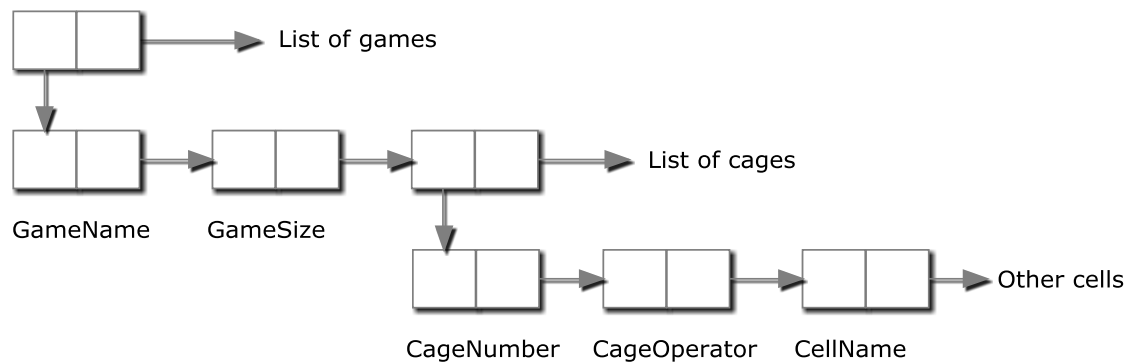 List of games
List of cages
GameName
GameSize
Other cells
CageNumber
CageOperator
CellName